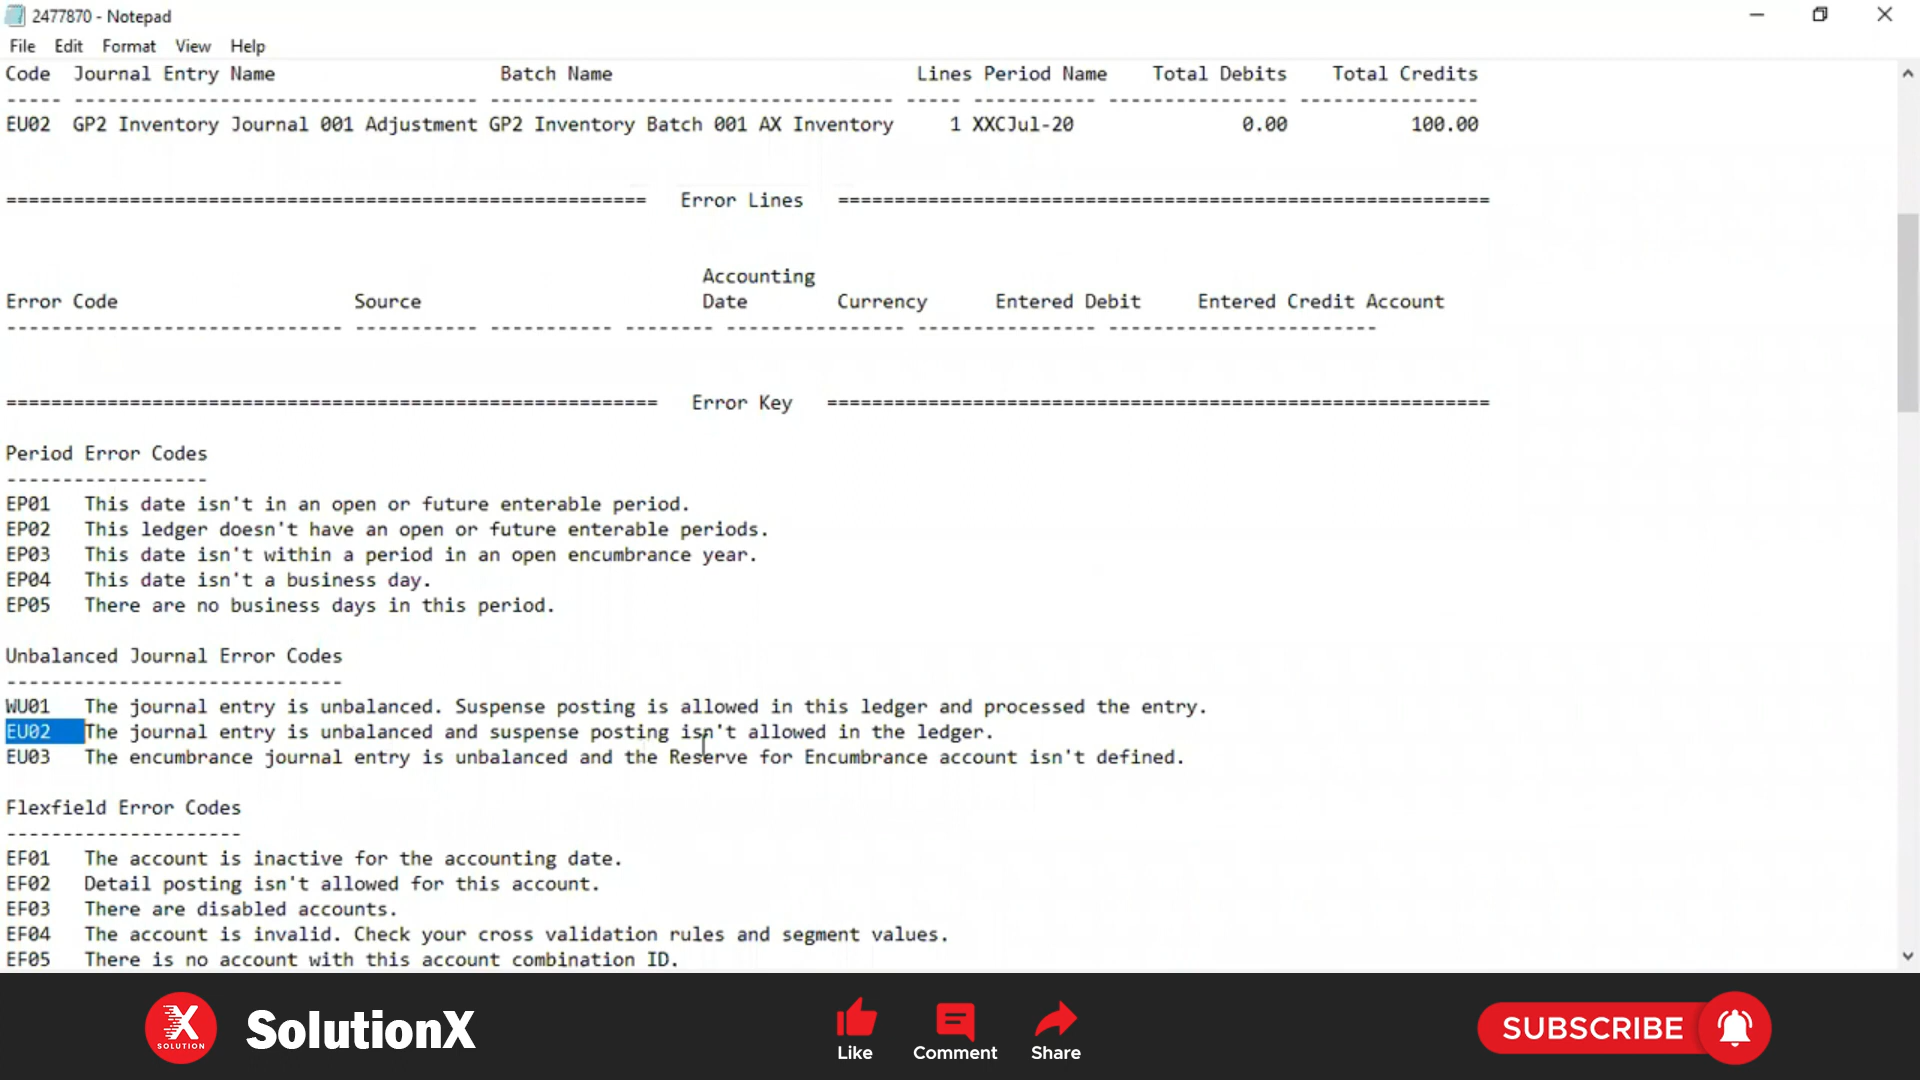 2477870 - Notepad
File Edit Format View Help
Code Journal Entry Name Batch Name Lines Period Name Total Debits Total Credits
EU02 GP2 Inventory Journal 001 Adjustment GP2 Inventory Batch 001 AX Inventory 1 XXCJul-20 0.00 100.00
Error Lines
Accounting
Error Code Source Date Currency Entered Debit Entered Credit Account
Error Key
Period Error Codes
EP01 This date isn't in an open or future enterable period.
EP02 This ledger doesn't have an open or future enterable periods.
EP03 This date isn't within a period in an open encumbrance year.
EP04 This date isn't a business day.
EP05 There are no business days in this period.
Unbalanced Journal Error Codes
WU01 The journal entry is unbalanced. Suspense posting is allowed in this ledger and processed the entry.
EU02 The journal entry is unbalanced and suspense posting isn't allowed in the ledger.
EU03 The encumbrance journal entry is unbalanced and the Reserve for Encumbrance account isn't defined.
Flexfield Error Codes
EF01 The account is inactive for the accounting date.
EF02 Detail posting isn't allowed for this account.
EF03 There are disabled accounts.
EF04 The account is invalid. Check your cross validation rules and segment values.
EF05 There is no account with this account combination ID.
X
SOLUTION
SolutionX
Like Comment Share
SUBSCRIBE